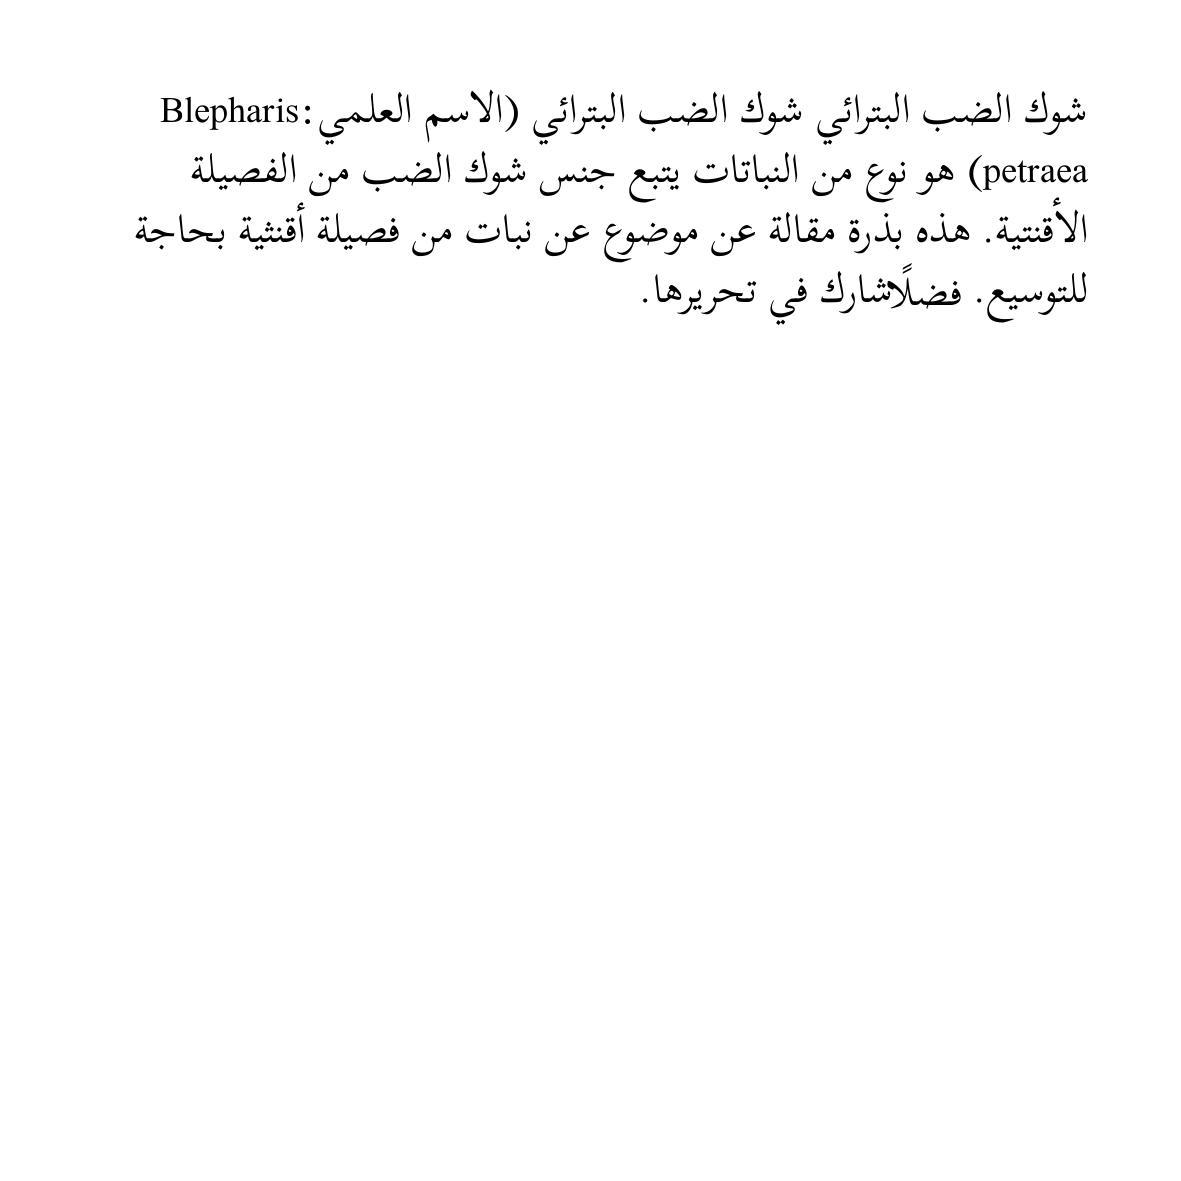 شوك الضب البترائي شوك الضب البترائي (الاسم العلمي:Blepharis
petraea) هو نوع من النباتات يتبع جنس شوك الضب من الفصيلة
الأقنتية. هذه بذرة مقالة عن موضوع عن نبات من فصيلة أقنثية بحاجة
للتوسيع. فضلًاشارك في تحريرها.